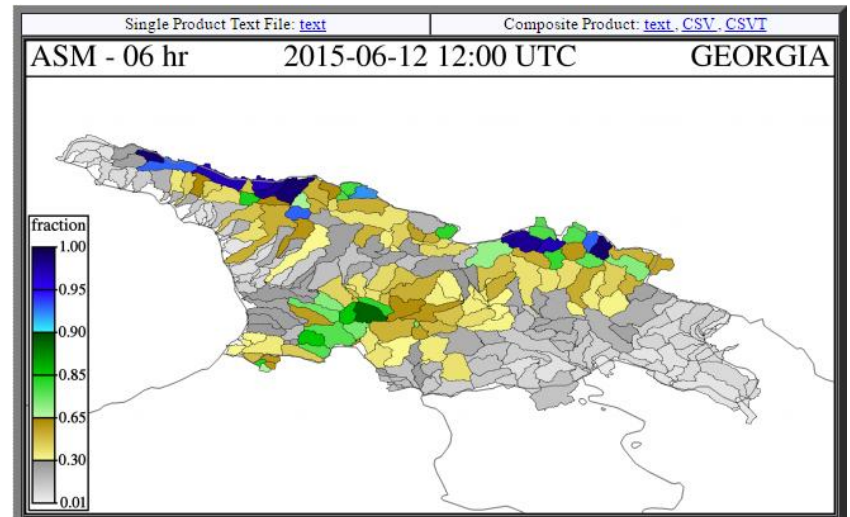 Single Product Text File: text
Composite Product: text , CSV , CSVT
ASM - 06 hr 2015-06-12 12:00 UTC GEORGIA
fraction
1.00
0.95
0.90
0.85
0.65
0.30
0.01